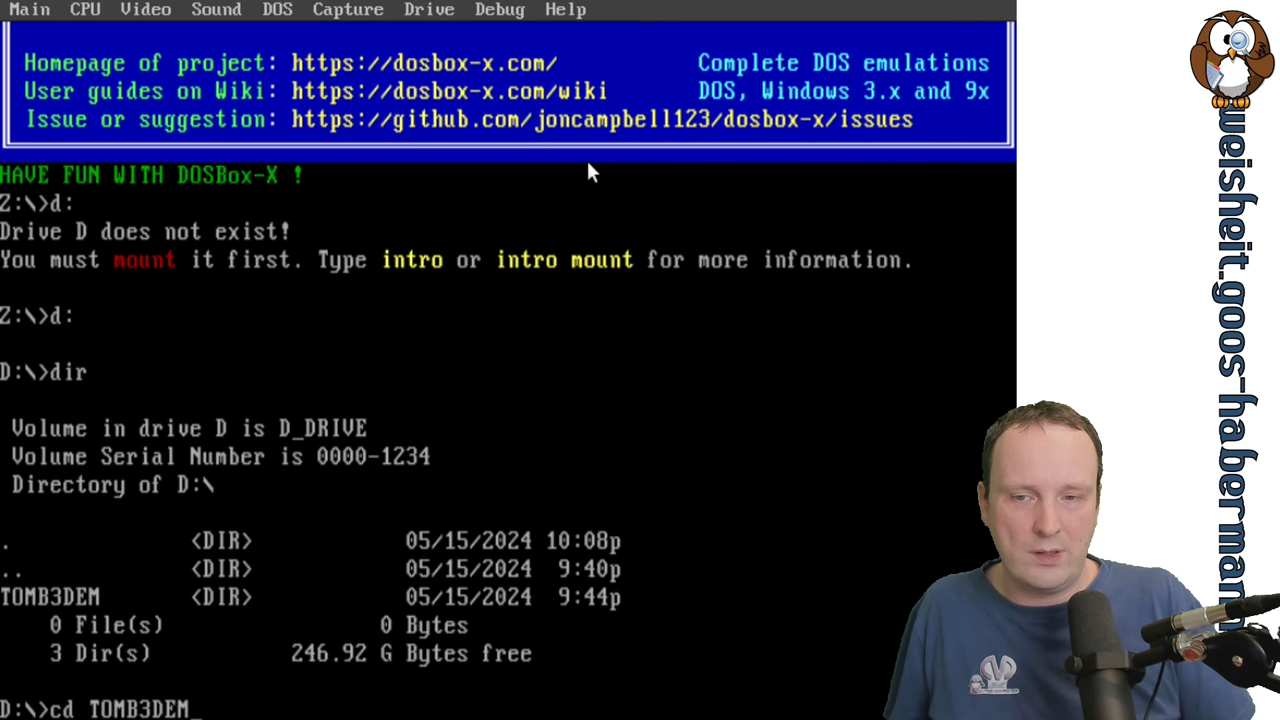 Main CPU Video Sound DOS Capture Drive Debug Help
Homepage of project: https://dosbox-x.com/ Complete DOS emulations
User guides on Wiki: https://dosbox-x.com/wiki DOS, Windows 3.x and 9x
Issue or suggestion: https://github.com/joncampbell123/dosbox-x/issues
HAVE FUN WITH DOSBox-X !
Z:\>d:
Drive D does not exist!
You must mount it first. Type intro or intro mount for more information.
Z:\>d:
D:\>dir
Volume in drive D is D_DRIVE
Volume Serial Number is 0000-1234
Directory of D:\
. <DIR> 05/15/2024 10:08p
.. <DIR> 05/15/2024 9:40p
TOMB3DEM <DIR> 05/15/2024 9:44p
0 File(s) 0 Bytes
3 Dir(s) 246.92 G Bytes free
D:\>cd TOMB3DEM_
weisheit.goos-haberman